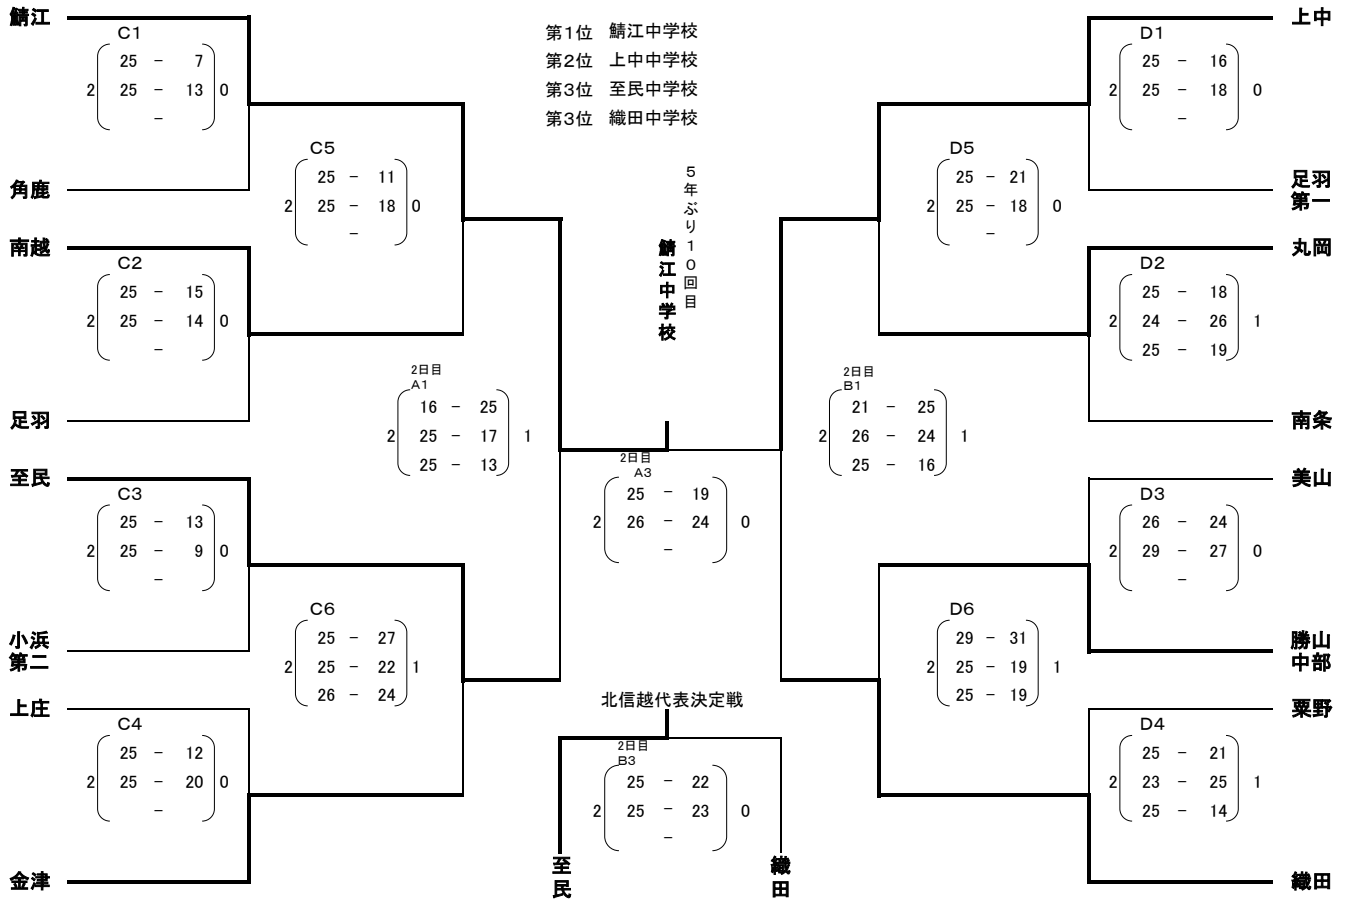 第1位 鯖江中学校
第2位 上中中学校
第3位 至民中学校
第3位 織田中学校
5年ぶり10回目
鯖江中学校
鯖江
C1
25 - 7
2 25 - 13 0
-
角鹿
C5
25 - 11
2 25 - 18 0
-
南越
C2
25 - 15
2 25 - 14 0
-
足羽
2日目
A1
16 - 25
2 25 - 17 1
25 - 13
至民
C3
25 - 13
2 25 - 9 0
-
小浜
第二
C6
25 - 27
2 25 - 22 1
26 - 24
上庄
C4
25 - 12
2 25 - 20 0
-
金津
2日目
A3
25 - 19
2 26 - 24 0
-
北信越代表決定戦
2日目
B3
25 - 22
2 25 - 23 0
-
至民
織田
上中
D1
25 - 16
2 25 - 18 0
-
足羽
第一
D5
25 - 21
2 25 - 18 0
-
丸岡
D2
25 - 18
2 24 - 26 1
25 - 19
南条
2日目
B1
21 - 25
2 26 - 24 1
25 - 16
美山
D3
26 - 24
2 29 - 27 0
-
勝山
中部
D6
29 - 31
2 25 - 19 1
25 - 19
粟野
D4
25 - 21
2 23 - 25 1
25 - 14
織田